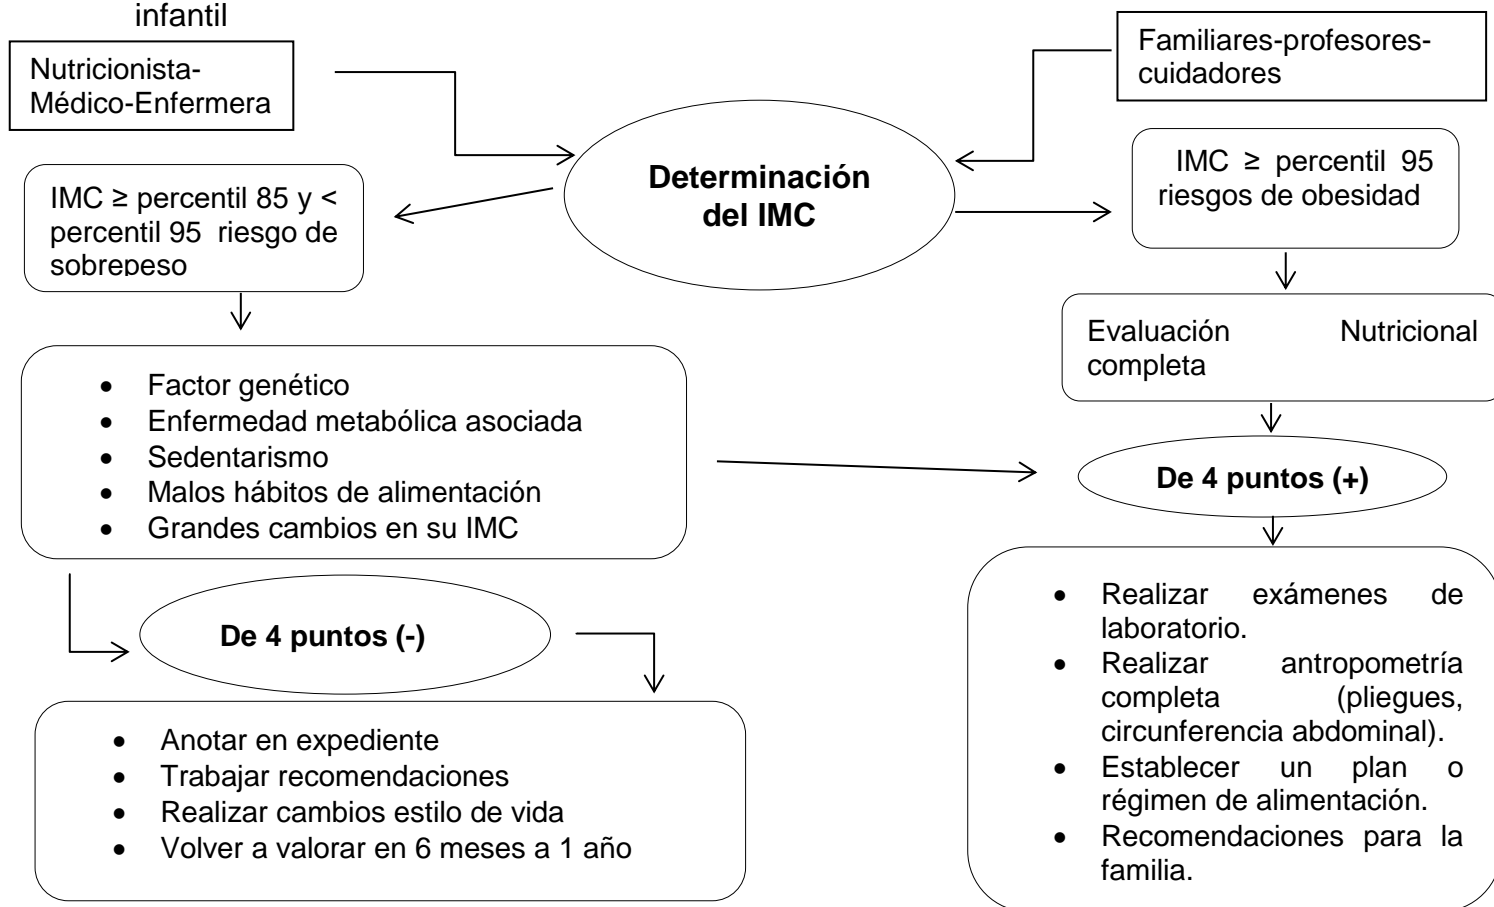 infantil
Nutricionista-
Médico-Enfermera
Familiares-profesores-
cuidadores
Determinación
del IMC
IMC ≥ percentil 85 y <
percentil 95 riesgo de
sobrepeso
IMC ≥ percentil 95
riesgos de obesidad
Evaluación Nutricional
completa
• Factor genético
• Enfermedad metabólica asociada
• Sedentarismo
• Malos hábitos de alimentación
• Grandes cambios en su IMC
De 4 puntos (+)
De 4 puntos (-)
• Anotar en expediente
• Trabajar recomendaciones
• Realizar cambios estilo de vida
• Volver a valorar en 6 meses a 1 año
• Realizar exámenes de
laboratorio.
• Realizar antropometría
completa (pliegues,
circunferencia abdominal).
• Establecer un plan o
régimen de alimentación.
• Recomendaciones para la
familia.